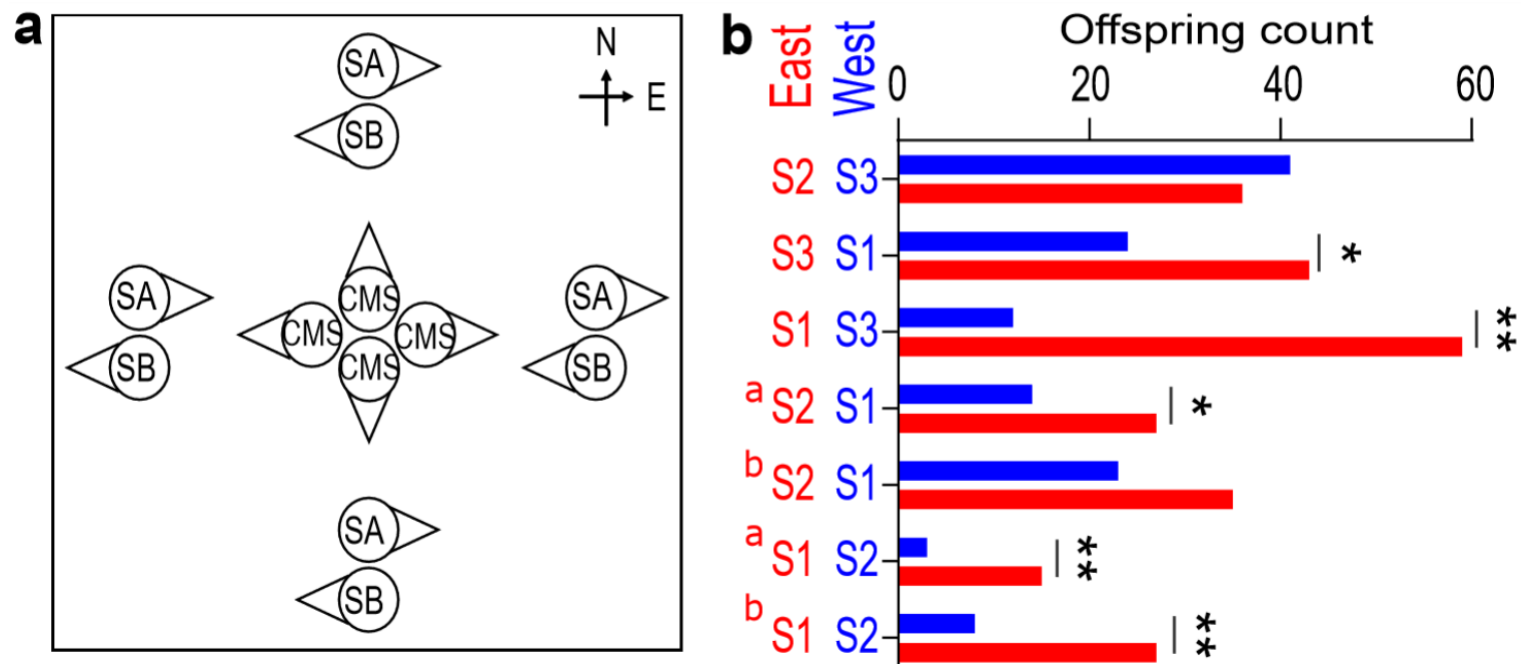 a
N
E
SA
SB
SA
SB
CMS
CMS
CMS
CMS
SA
SB
SA
SB
b
East
West
Offspring count
0 20 40 60
S2 S3
S3 S1 *
S1 S3 **
a S2 S1 *
b S2 S1
a S1 S2 **
b S1 S2 **